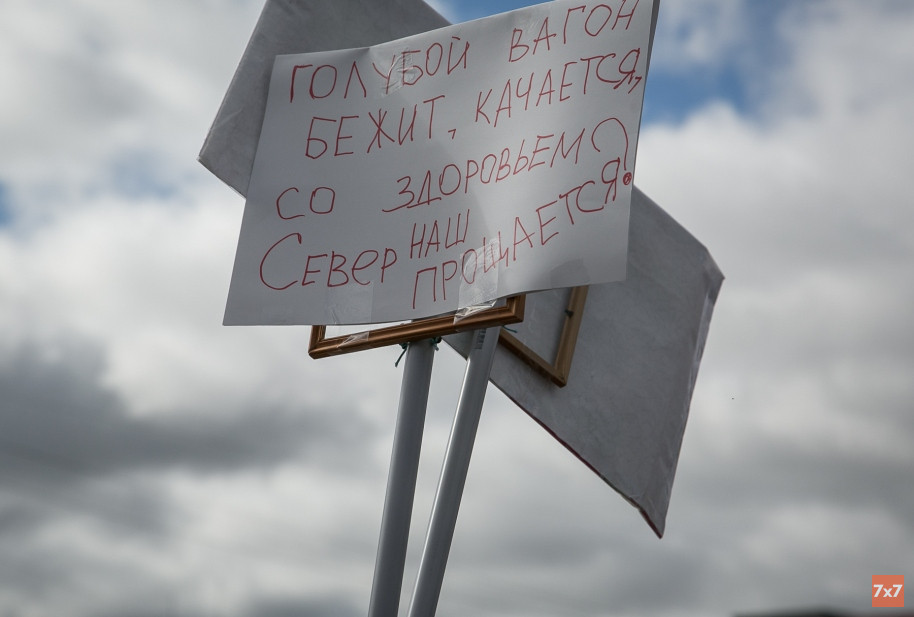 ГОЛУБОЙ ВАГОН
БЕЖИТ, КАЧАЕТСЯ,
СО ЗДОРОВЬЕМ
СЕВЕР НАШ
ПРОЩАЕТСЯ?
7x7